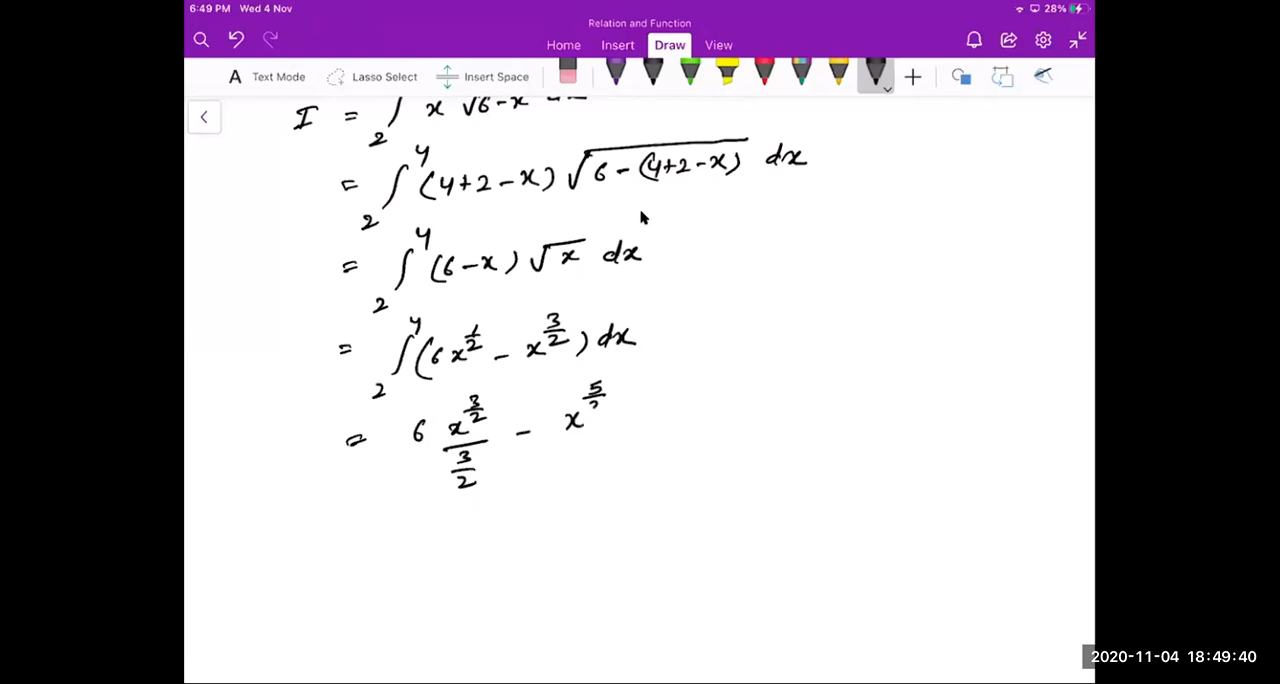 6:49 PM Wed 4 Nov
28%
Relation and Function
Home Insert Draw View
A Text Mode Lasso Select Insert Space
I = ∫₂ x √6-x
= ∫₂⁴ (4+2-x) √(6-(4+2-x)) dx
= ∫₂⁴ (6-x) √x dx
= ∫₂⁴ (6x^(1/2) - x^(3/2)) dx
= 6 x^(3/2)/(3/2) - x^(5/2)
2020-11-04 18:49:40